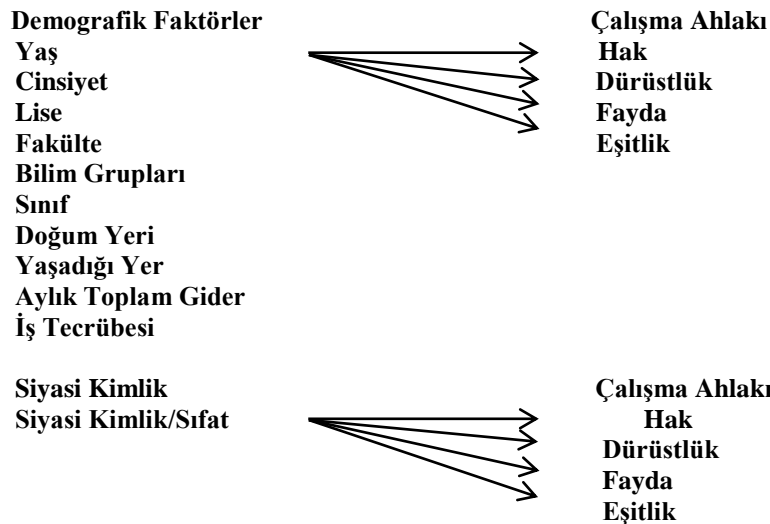 Demografik Faktörler Çalışma Ahlakı
Yaş Hak
Cinsiyet Dürüstlük
Lise Fayda
Fakülte Eşitlik
Bilim Grupları
Sınıf
Doğum Yeri
Yaşadığı Yer
Aylık Toplam Gider
İş Tecrübesi
Siyasi Kimlik Çalışma Ahlakı
Siyasi Kimlik/Sıfat Hak
Dürüstlük
Fayda
Eşitlik